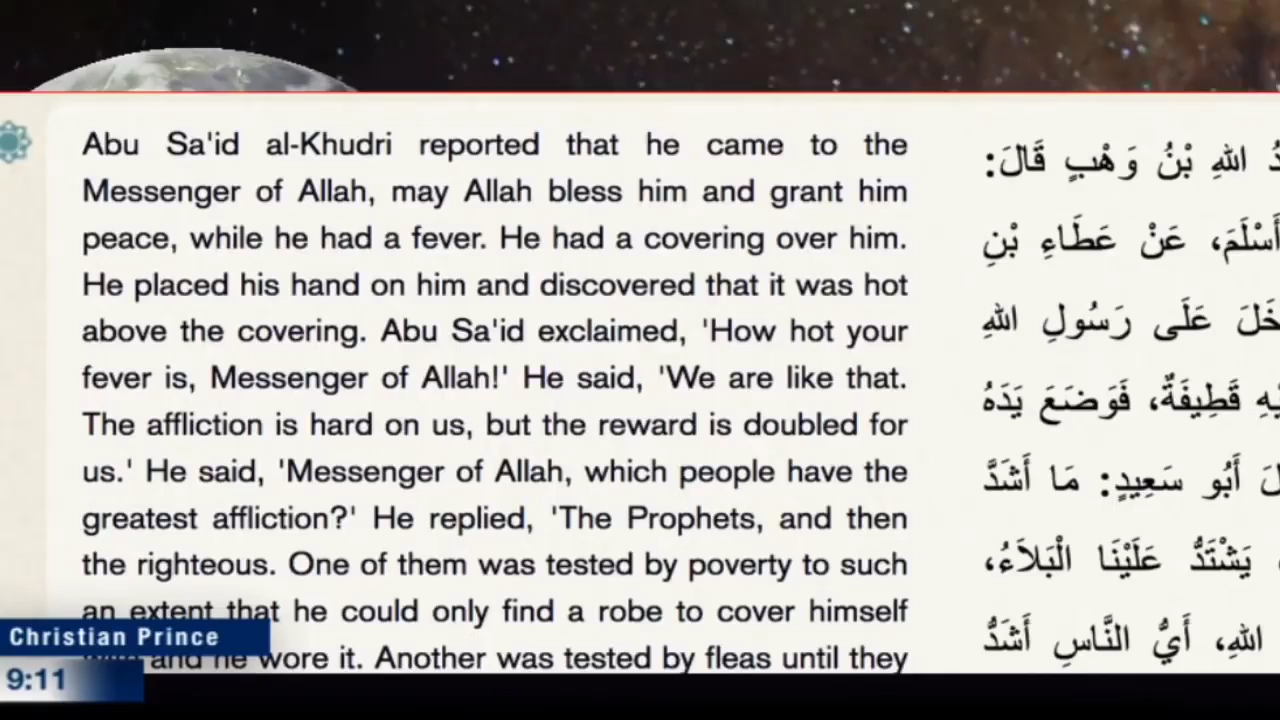 Abu Sa'id al-Khudri reported that he came to the
Messenger of Allah, may Allah bless him and grant him
peace, while he had a fever. He had a covering over him.
He placed his hand on him and discovered that it was hot
above the covering. Abu Sa'id exclaimed, 'How hot your
fever is, Messenger of Allah!' He said, 'We are like that.
The affliction is hard on us, but the reward is doubled for
us.' He said, 'Messenger of Allah, which people have the
greatest affliction?' He replied, 'The Prophets, and then
the righteous. One of them was tested by poverty to such
an extent that he could only find a robe to cover himself
and he wore it. Another was tested by fleas until they
اللهِ بْنُ وَهْبٍ قَالَ:
أَسْلَمَ، عَنْ عَطَاءِ بْنِ
عَلَى رَسُولِ اللهِ
قَطِيفَةٌ، فَوَضَعَ يَدَهُ
أَبُو سَعِيدٍ: مَا أَشَدَّ
يَشْتَدُّ عَلَيْنَا الْبَلاَءُ،
اللهِ، أَيُّ النَّاسِ أَشَدُّ
Christian Prince
9:11